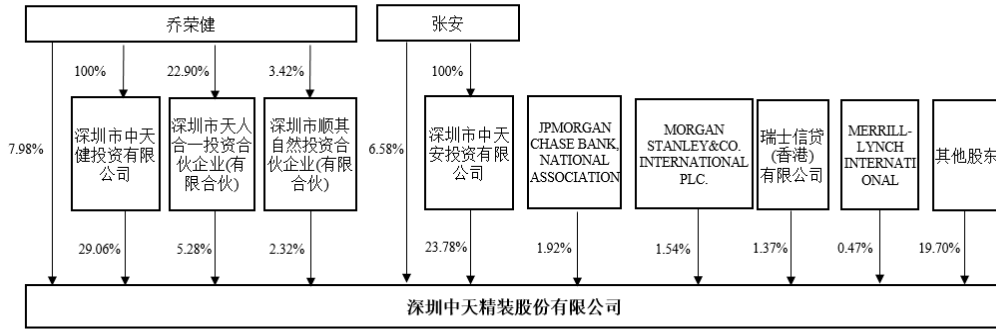 乔荣健
张安
100%
22.90%
3.42%
100%
7.98%
深圳市中天
健投资有限
公司
深圳市天人
合一投资合
伙企业(有
限合伙)
深圳市顺其
自然投资合
伙企业(有限
合伙)
6.58%
深圳市中天
安投资有限
公司
JPMORGAN
CHASE BANK,
NATIONAL
ASSOCIATION
MORGAN
STANLEY&CO.
INTERNATIONAL
PLC.
瑞士信贷
(香港)
有限公司
MERRILL-
LYNCH
INTERNATI
ONAL
其他股东
29.06%
5.28%
2.32%
23.78%
1.92%
1.54%
1.37%
0.47%
19.70%
深圳中天精装股份有限公司